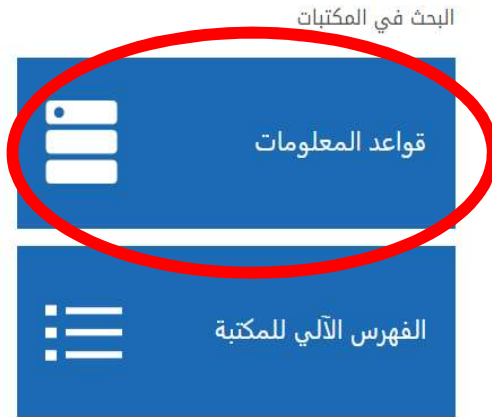 البحث في المكتبات
قواعد المعلومات
الفهرس الآلي للمكتبة